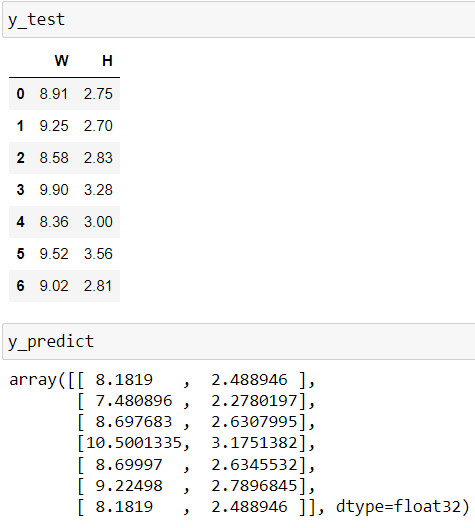 y_test
W H
0 8.91 2.75
1 9.25 2.70
2 8.58 2.83
3 9.90 3.28
4 8.36 3.00
5 9.52 3.56
6 9.02 2.81
y_predict
array([[ 8.1819   ,  2.488946 ],
       [ 7.480896 ,  2.2780197],
       [ 8.697683 ,  2.6307995],
       [10.5001335,  3.1751382],
       [ 8.69997  ,  2.6345532],
       [ 9.22498  ,  2.7896845],
       [ 8.1819   ,  2.488946 ]], dtype=float32)